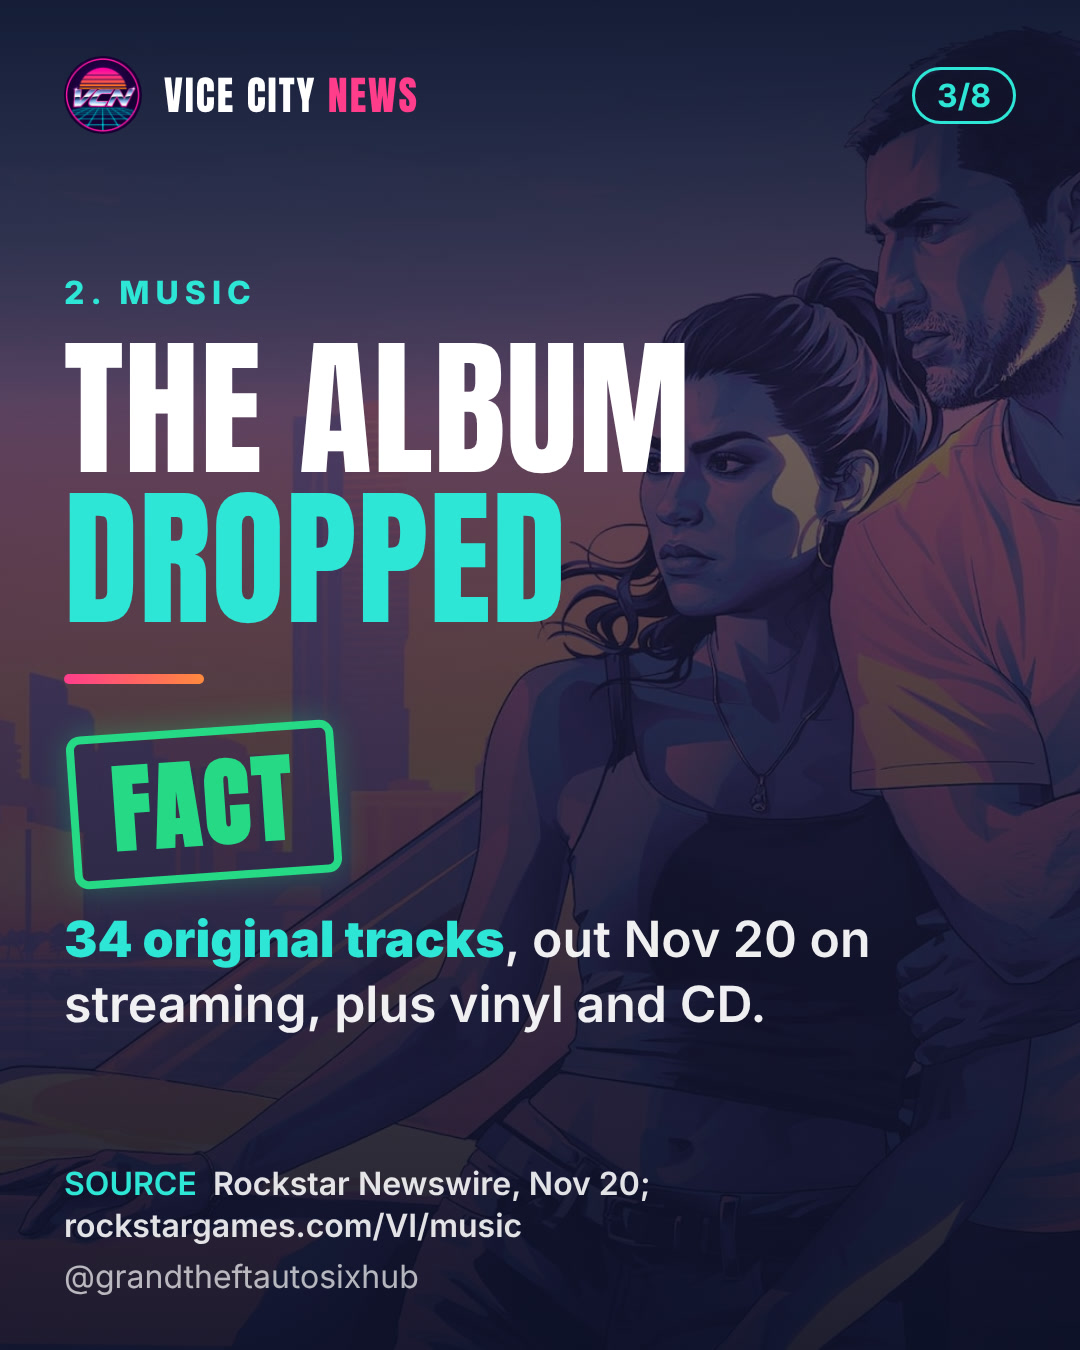 VCN
VICE CITY NEWS
3/8
2. MUSIC
THE ALBUM
DROPPED
FACT
34 original tracks, out Nov 20 on
streaming, plus vinyl and CD.
SOURCE Rockstar Newswire, Nov 20;
rockstargames.com/VI/music
@grandtheftautosixhub